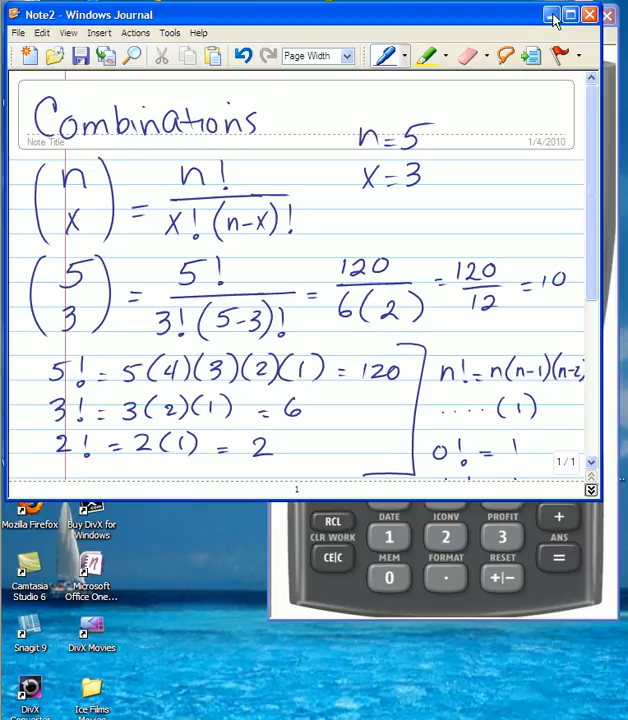 Note2 - Windows Journal
File Edit View Insert Actions Tools Help
Page Width
Combinations
Note Title
1/4/2010
n=5
x=3
(n x) = n! / x!(n-x)!
(5 3) = 5! / 3!(5-3)! = 120 / 6(2) = 120 / 12 = 10
5! = 5(4)(3)(2)(1) = 120
3! = 3(2)(1) = 6
2! = 2(1) = 2
n! = n(n-1)(n-2)
....(1)
0! = 1
1/1
1
Mozilla Firefox
Buy DivX for Windows
Camtasia Studio 6
Microsoft Office One...
Snagit 9
DivX Movies
DivX
Ice Films
RCL
DATE
ICONV
PROFIT
1 2 3 +
CLR WORK
CE|C
MEM
FORMAT
RESET
ANS
0 . +|− =